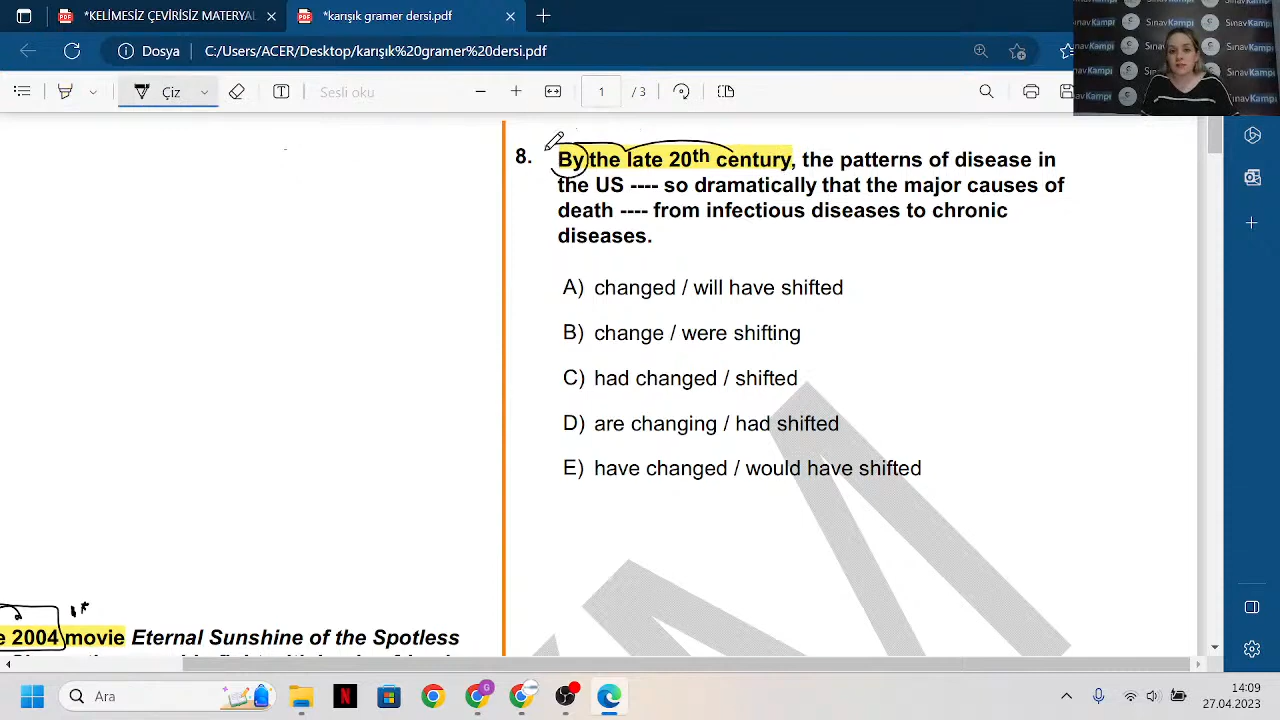 *KELİMESİZ ÇEVİRİSİZ MATERYAL
*karışık gramer dersi.pdf
Dosya
C:/Users/ACER/Desktop/karışık%20gramer%20dersi.pdf
Çiz
Sesli oku
1
/3
SınavKampı
8. By the late 20th century, the patterns of disease in
the US ---- so dramatically that the major causes of
death ---- from infectious diseases to chronic
diseases.
A) changed / will have shifted
B) change / were shifting
C) had changed / shifted
D) are changing / had shifted
E) have changed / would have shifted
e 2004 movie Eternal Sunshine of the Spotless
Ara
14:09
27.04.2023